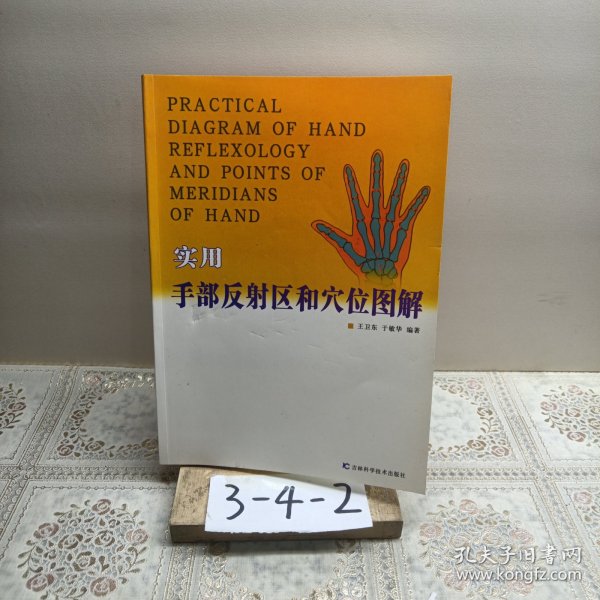 PRACTICAL
DIAGRAM OF HAND
REFLEXOLOGY
AND POINTS OF
MERIDIANS
OF HAND
实用
手部反射区和穴位图解
王卫东 于敏华 编著
吉林科学技术出版社
3-4-2
孔夫子旧书网
www.kongfz.com